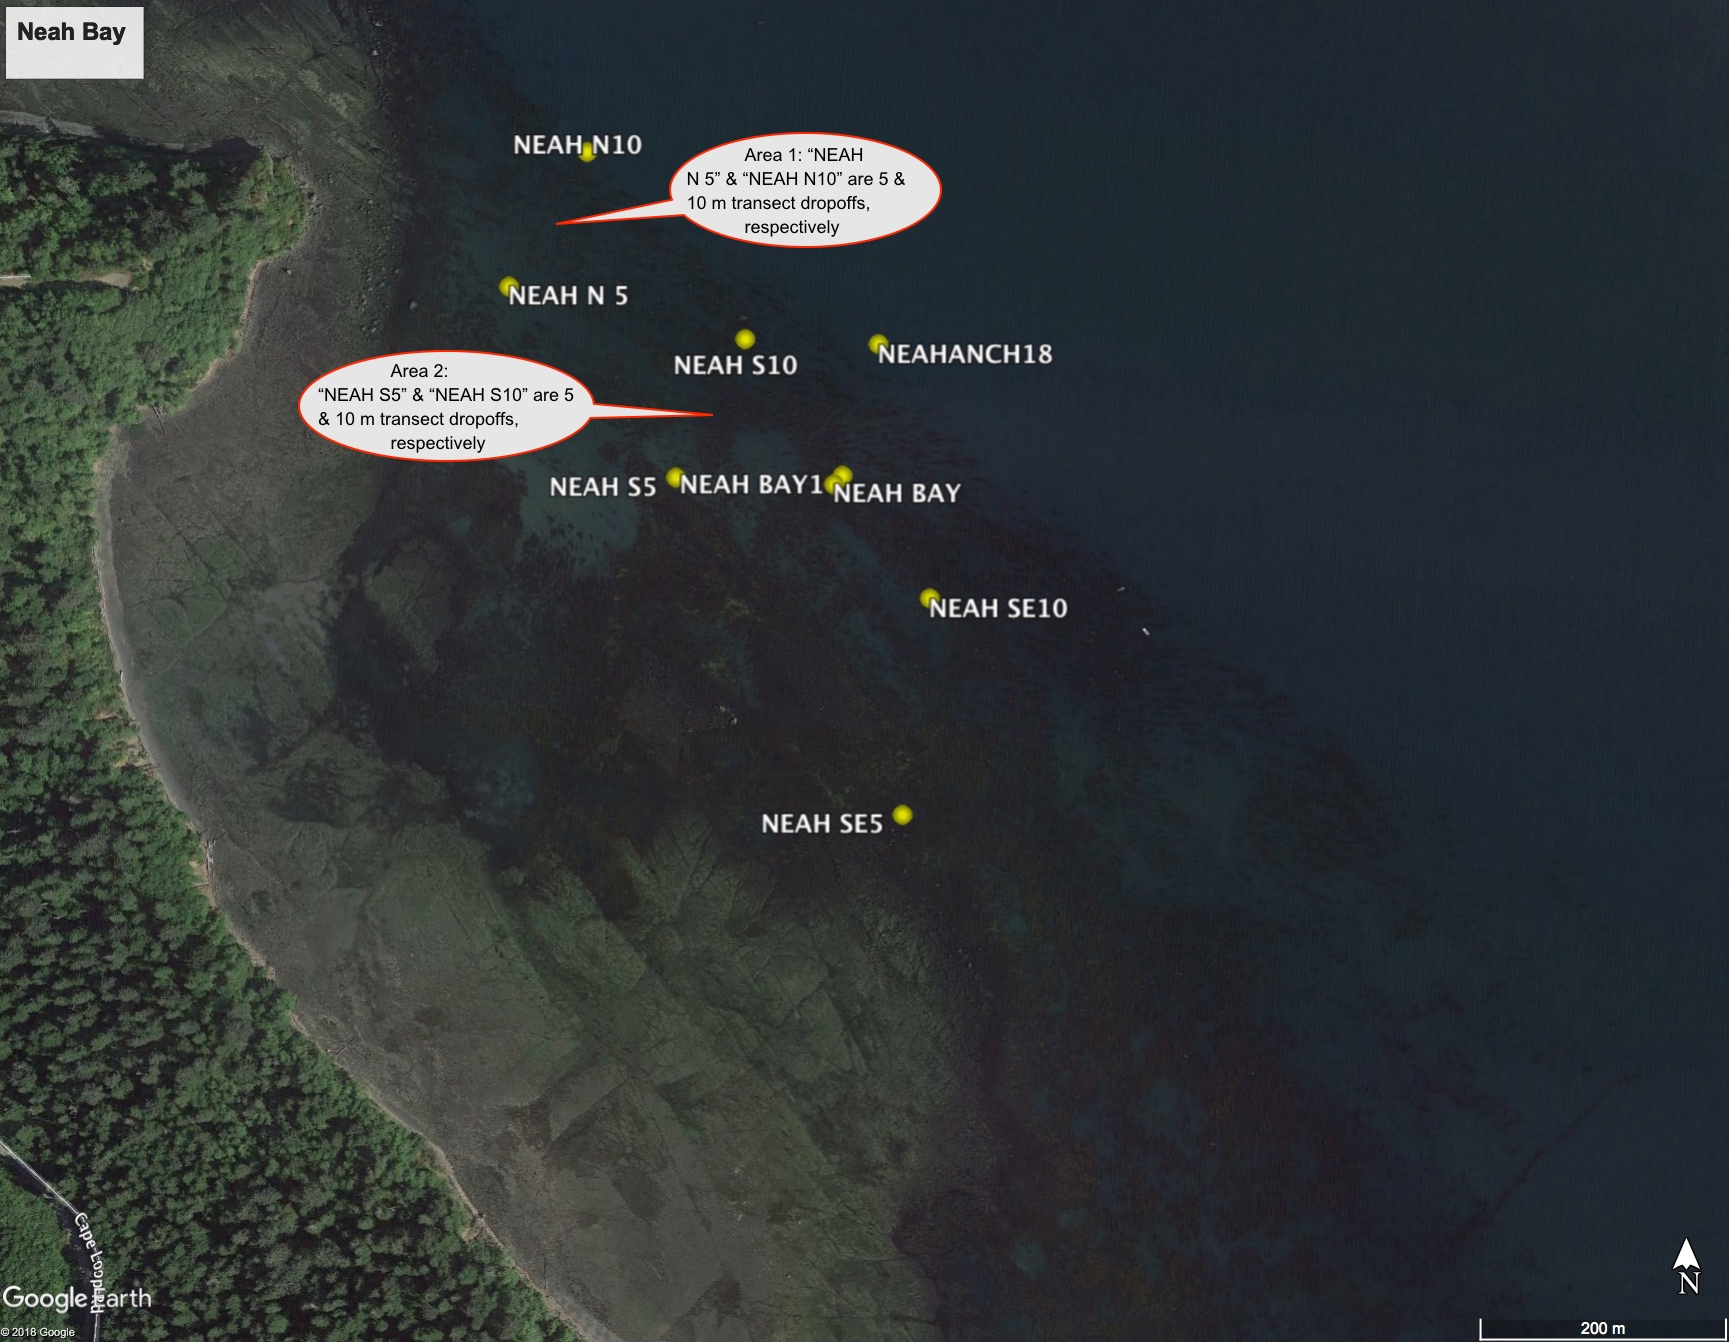 Neah Bay
NEAH N10
Area 1: “NEAH
N 5” & “NEAH N10” are 5 &
10 m transect dropoffs,
respectively
NEAH N 5
NEAH S10
NEAHANCH18
Area 2:
“NEAH S5” & “NEAH S10” are 5
& 10 m transect dropoffs,
respectively
NEAH S5
NEAH BAY1
NEAH BAY
NEAH SE10
NEAH SE5
Cape Loop Rd
N
Google Earth
© 2018 Google
200 m